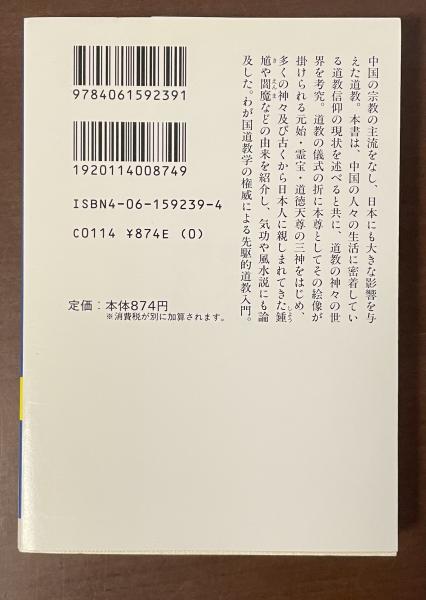 9784061592391
1920114008749
ISBN4-06-159239-4
C0114 ¥874E (0)
定価：本体874円
※消費税が別に加算されます。
中国の宗教の主流をなし、日本にも大きな影響を与
えた道教。本書は、中国の人々の生活に密着してい
る道教信仰の現状を述べると共に、道教の神々の世
界を考究。道教の儀式の折に本尊としてその絵像が
掛けられる元始・霊宝・道徳天尊の三神をはじめ、
多くの神々及び古くから日本人に親しまれてきた鍾
馗や閻魔などの由来を紹介し、気功や風水説にも論
及した。わが国道教学の権威による先駆的道教入門。